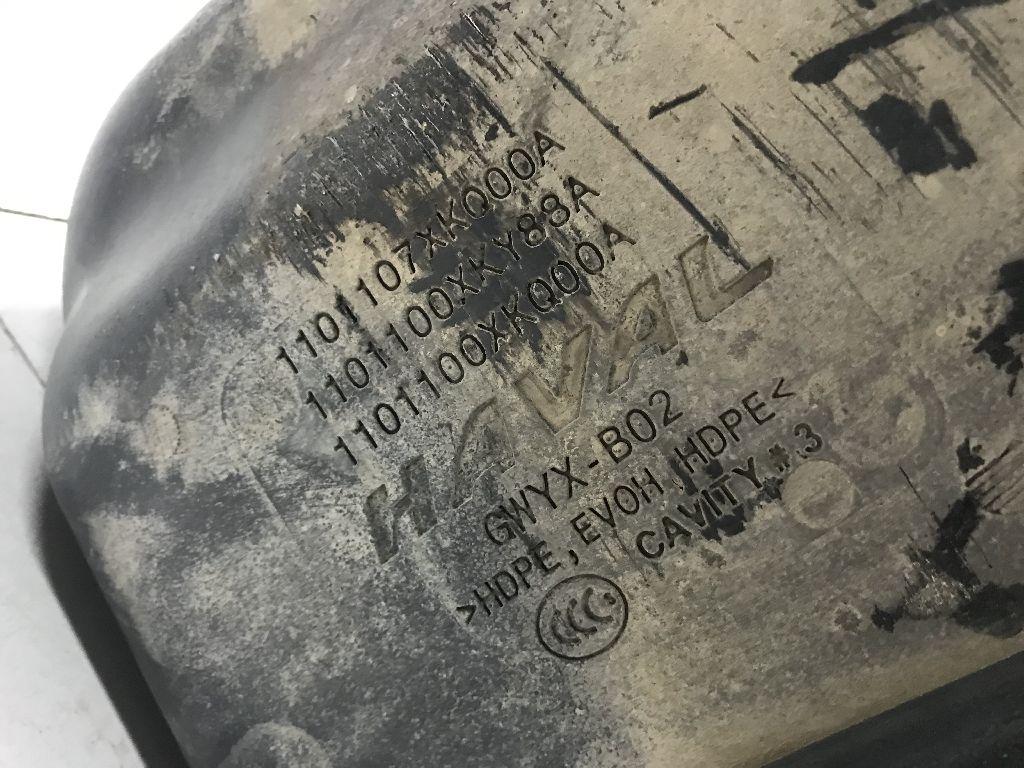 1101107XKQ00A
1101100XKY88A
1101100XKQ00A
HAVAL
GWYX-B02
>HDPE,EVOH HDPE<
CAVITY # 3
CCC